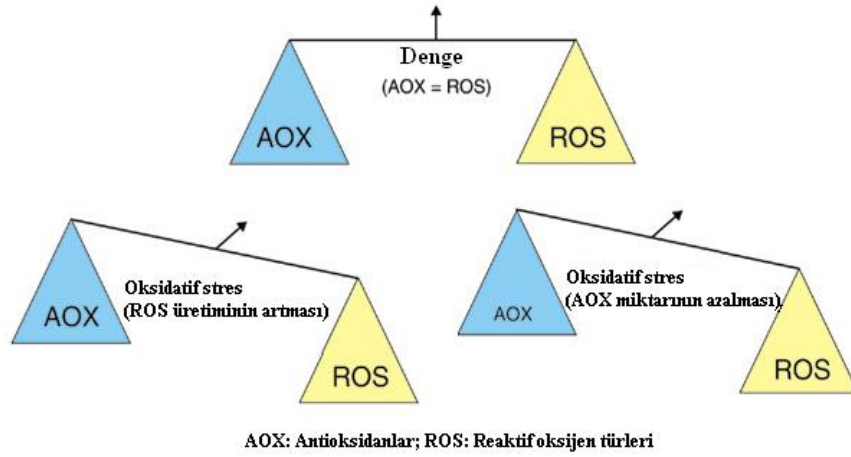 Denge
(AOX = ROS)
AOX
ROS
Oksidatif stres
(ROS üretiminin artması)
AOX
ROS
Oksidatif stres
(AOX miktarının azalması)
AOX
ROS
AOX: Antioksidanlar; ROS: Reaktif oksijen türleri